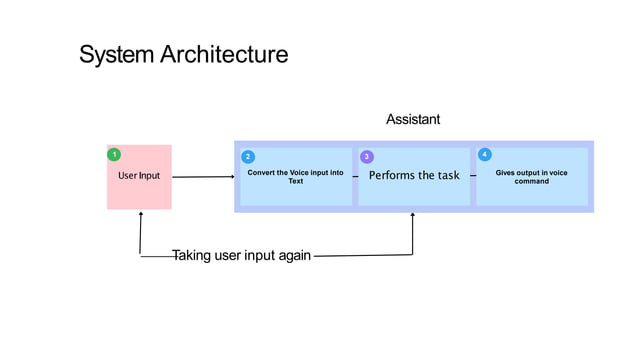 System Architecture
Assistant
1
User Input
2
Convert the Voice input into
Text
3
Performs the task
4
Gives output in voice
command
Taking user input again